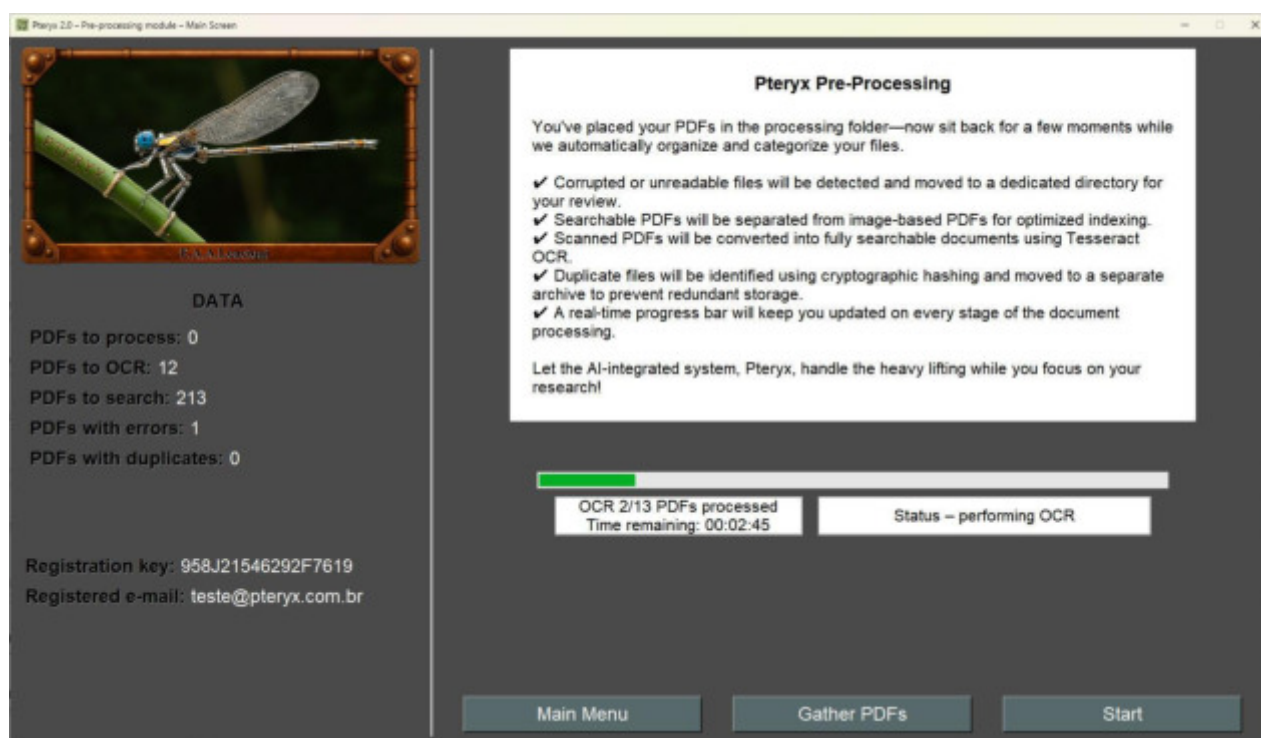 Pteryx 2.0 – Pre-processing module – Main Screen
DATA
PDFs to process: 0
PDFs to OCR: 12
PDFs to search: 213
PDFs with errors: 1
PDFs with duplicates: 0
Registration key: 958J21546292F7619
Registered e-mail: teste@pteryx.com.br
Pteryx Pre-Processing
You've placed your PDFs in the processing folder—now sit back for a few moments while
we automatically organize and categorize your files.
✔ Corrupted or unreadable files will be detected and moved to a dedicated directory for
your review.
✔ Searchable PDFs will be separated from image-based PDFs for optimized indexing.
✔ Scanned PDFs will be converted into fully searchable documents using Tesseract
OCR.
✔ Duplicate files will be identified using cryptographic hashing and moved to a separate
archive to prevent redundant storage.
✔ A real-time progress bar will keep you updated on every stage of the document
processing.
Let the AI-integrated system, Pteryx, handle the heavy lifting while you focus on your
research!
OCR 2/13 PDFs processed
Time remaining: 00:02:45
Status – performing OCR
Main Menu
Gather PDFs
Start